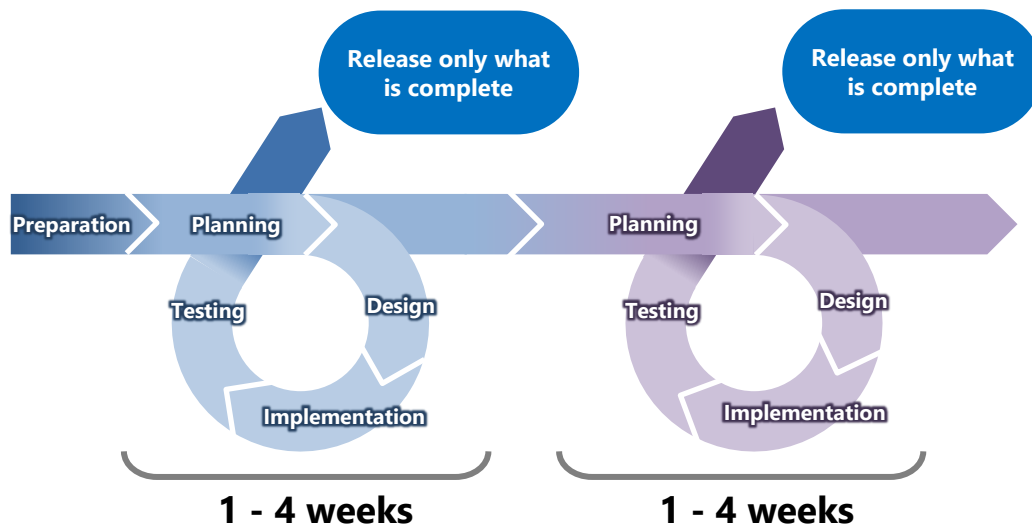 Release only what
is complete
Release only what
is complete
Preparation
Planning
Planning
Testing
Design
Testing
Design
Implementation
Implementation
1 - 4 weeks
1 - 4 weeks